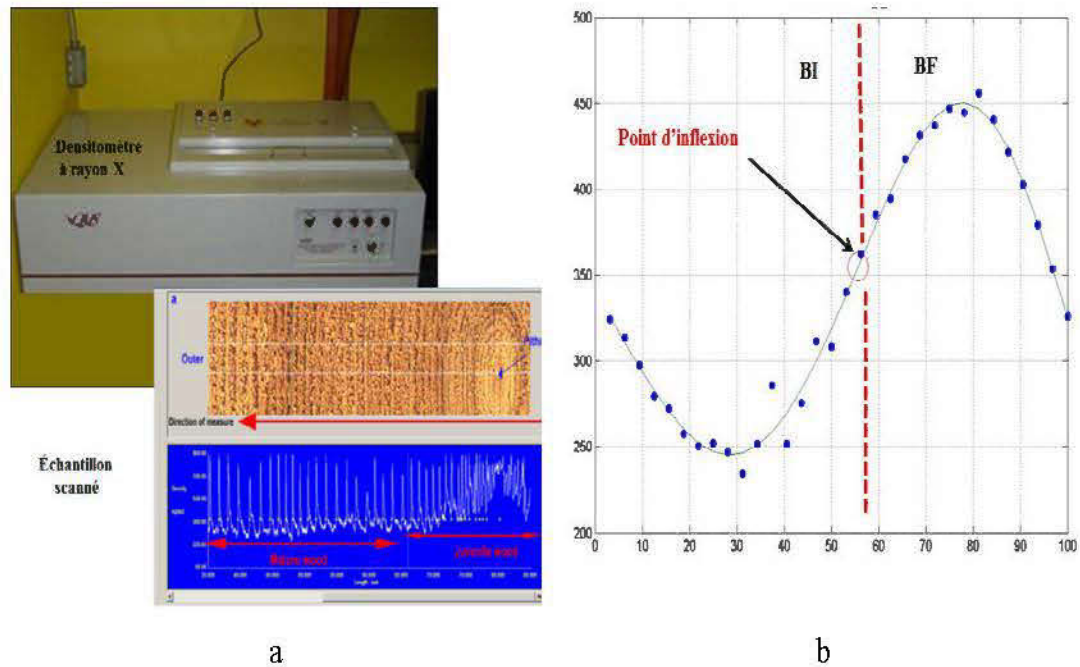 Densitomètre
à rayon X
a
Outer
Pith
Direction of measure
Échantillon
scanné
Mature wood
Juvenile wood
a
500
450
400
350
300
250
200
0 10 20 30 40 50 60 70 80 90 100
BI
BF
Point d'inflexion
b